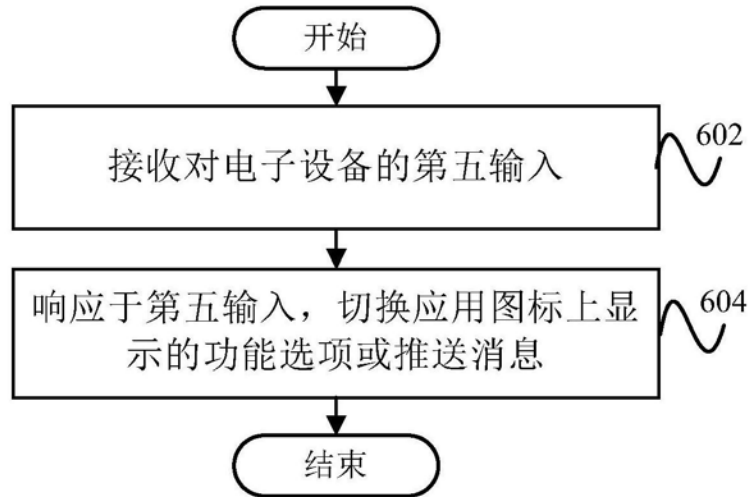 开始
接收对电子设备的第五输入
602
响应于第五输入，切换应用图标上显
示的功能选项或推送消息
604
结束